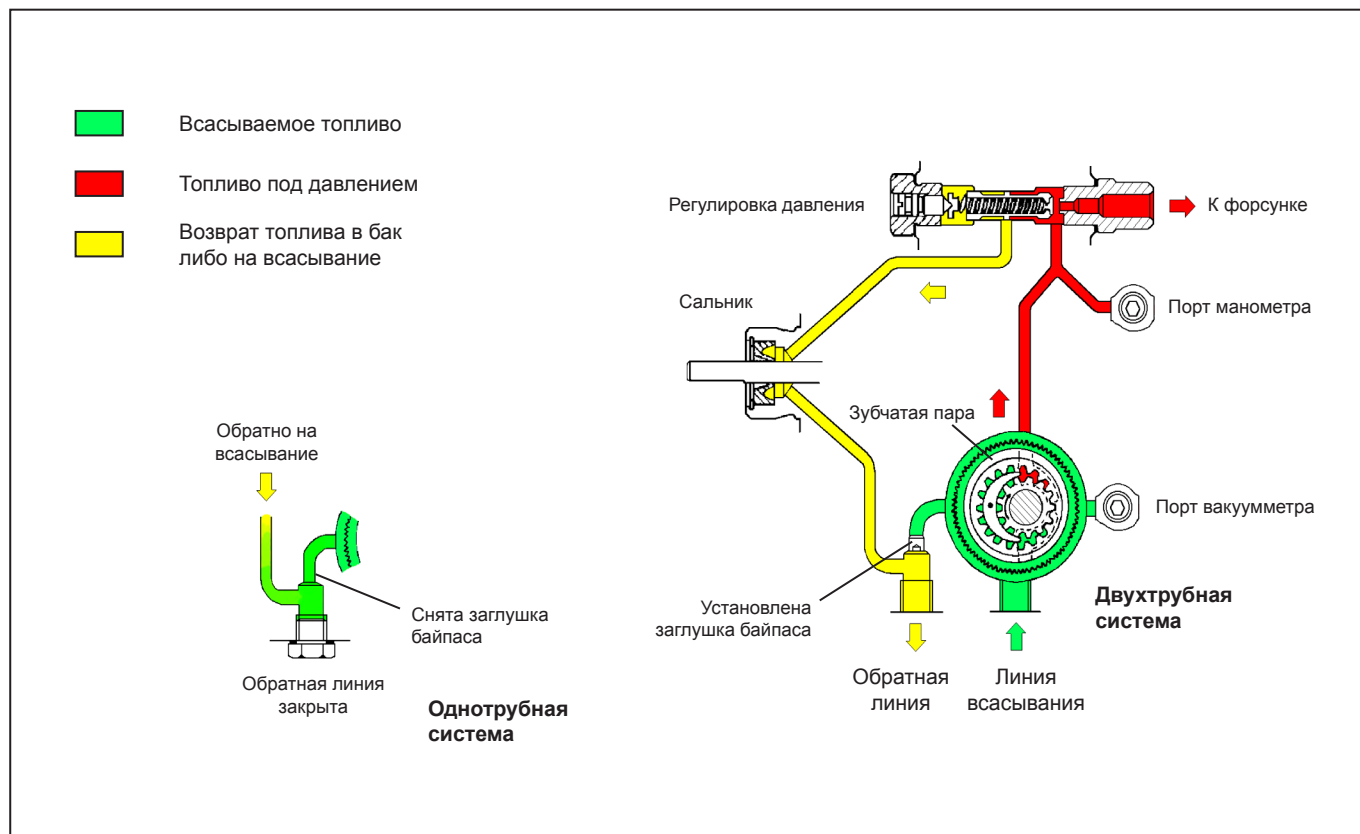 Всасываемое топливо
Топливо под давлением
Возврат топлива в бак
либо на всасывание
Регулировка давления
К форсунке
Сальник
Порт манометра
Зубчатая пара
Порт вакуумметра
Установлена
заглушка байпаса
Двухтрубная
система
Обратная
линия
Линия
всасывания
Обратно на
всасывание
Снята заглушка
байпаса
Обратная линия
закрыта
Однотрубная
система